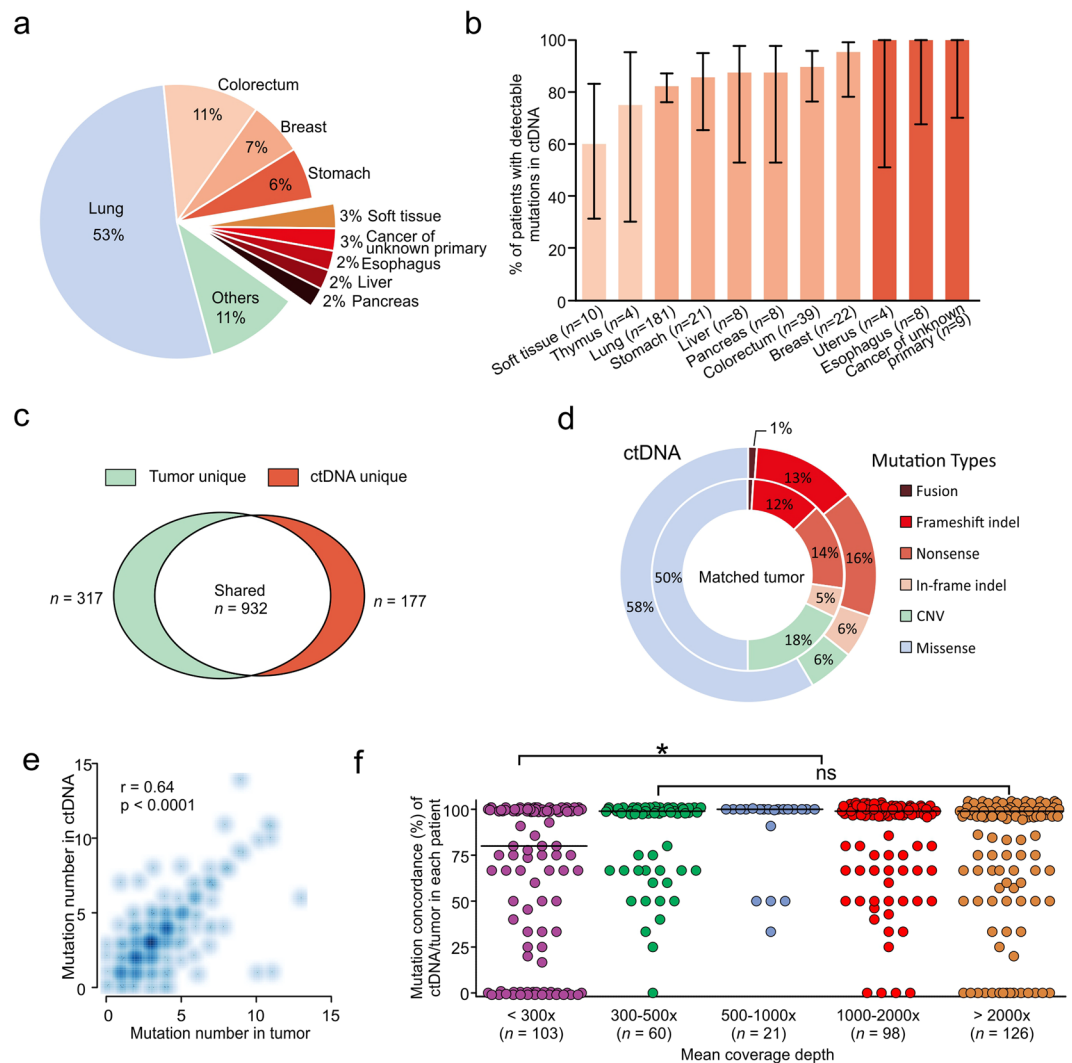 a
Colorectum
11%
Breast
7%
Stomach
6%
Lung
53%
3% Soft tissue
3% Cancer of
unknown primary
2% Esophagus
2% Liver
2% Pancreas
Others
11%
b
% of patients with detectable
mutations in ctDNA
100
80
60
40
20
0
Soft tissue (n=10)
Thymus (n=4)
Lung (n=181)
Stomach (n=21)
Liver (n=8)
Pancreas (n=8)
Colorectum (n=39)
Breast (n=22)
Uterus (n=4)
Esophagus (n=8)
Cancer of unknown
primary (n=9)
c
Tumor unique
ctDNA unique
n = 317
Shared
n = 932
n = 177
d
ctDNA
1%
13%
12%
14%
16%
50%
Matched tumor
5%
58%
18%
6%
6%
Mutation Types
Fusion
Frameshift indel
Nonsense
In-frame indel
CNV
Missense
e
Mutation number in ctDNA
15
10
5
0
r = 0.64
p < 0.0001
0 5 10 15
Mutation number in tumor
f
*
ns
Mutation concordance (%) of
ctDNA/tumor in each patient
100
75
50
25
0
< 300x 300-500x 500-1000x 1000-2000x > 2000x
(n = 103) (n = 60) (n = 21) (n = 98) (n = 126)
Mean coverage depth